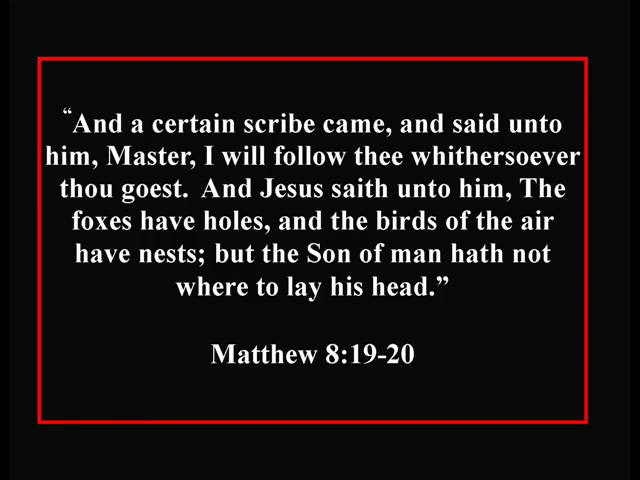 “And a certain scribe came, and said unto
him, Master, I will follow thee whithersoever
thou goest.  And Jesus saith unto him, The
foxes have holes, and the birds of the air
have nests; but the Son of man hath not
where to lay his head.”
Matthew 8:19-20